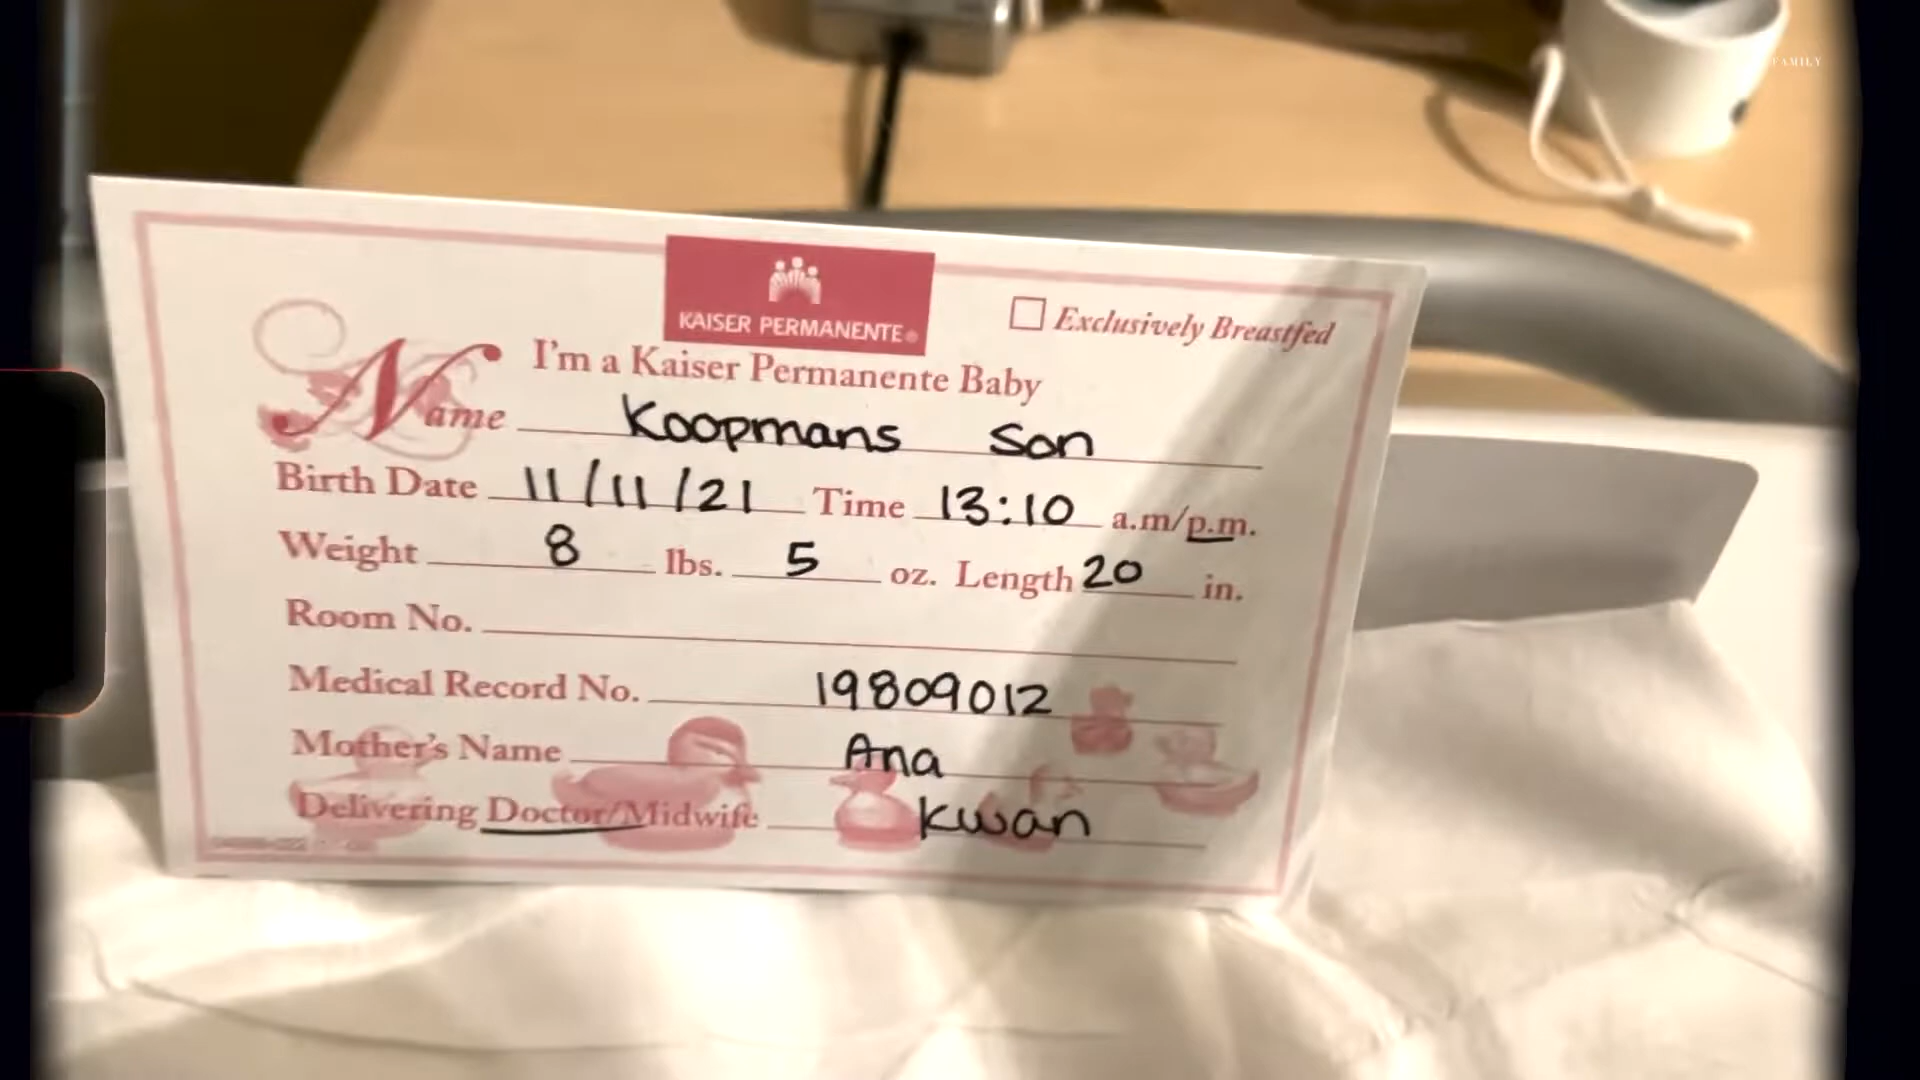 FAMILY
KAISER PERMANENTE®
Exclusively Breastfed
I'm a Kaiser Permanente Baby
Name Koopmans Son
Birth Date 11/11/21 Time 13:10 a.m/p.m.
Weight 8 lbs. 5 oz. Length 20 in.
Room No.
Medical Record No. 19809012
Mother's Name Ana
Delivering Doctor/Midwife Kwan